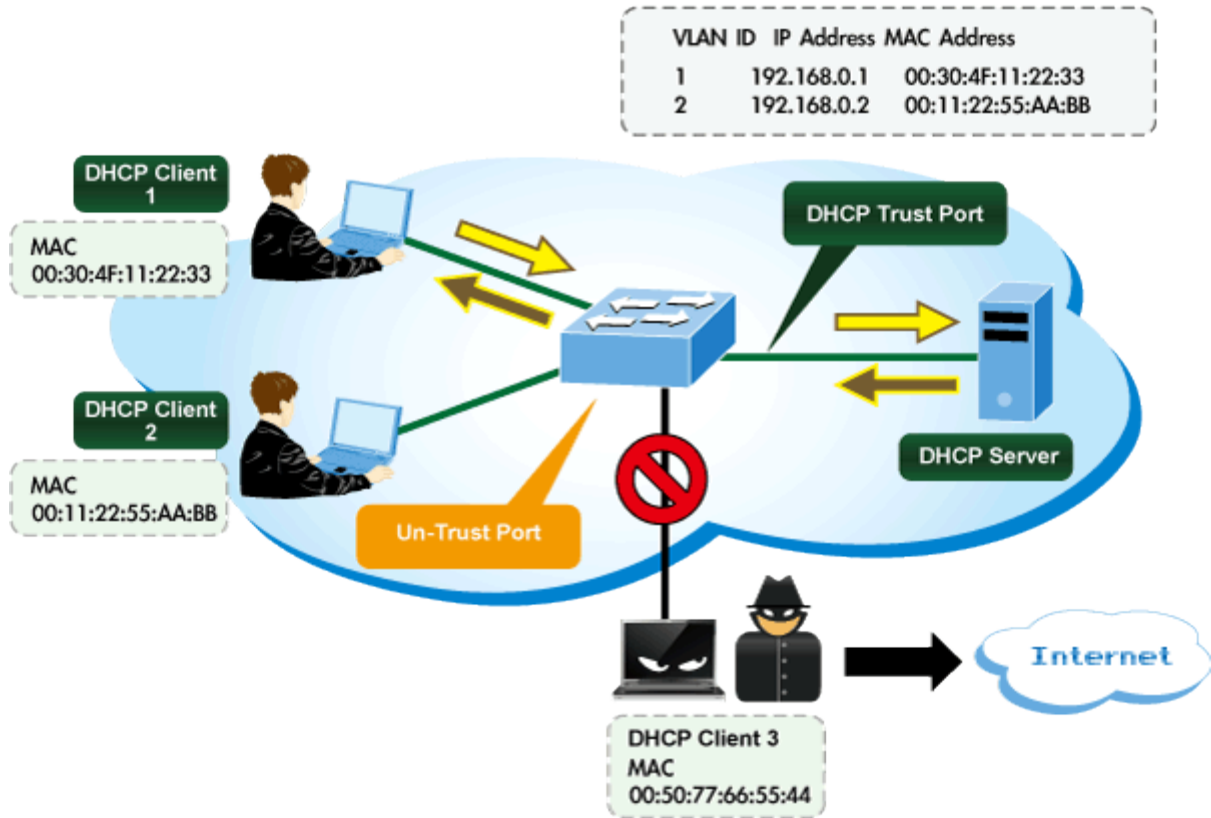 VLAN ID IP Address MAC Address
1 192.168.0.1 00:30:4F:11:22:33
2 192.168.0.2 00:11:22:55:AA:BB
DHCP Client
1
MAC
00:30:4F:11:22:33
DHCP Trust Port
DHCP Client
2
MAC
00:11:22:55:AA:BB
Un-Trust Port
DHCP Server
Internet
DHCP Client 3
MAC
00:50:77:66:55:44